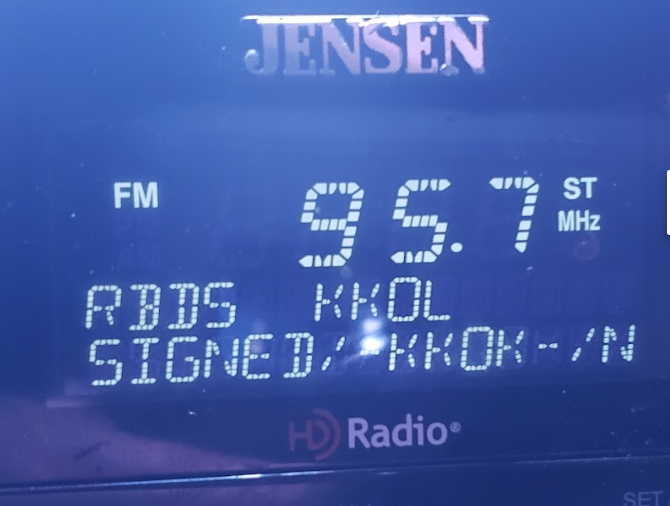 JENSEN
FM 95.7 ST
MHz
RBDS KKOL
SIGNED/-KKOK-/N
HD Radio®
SET